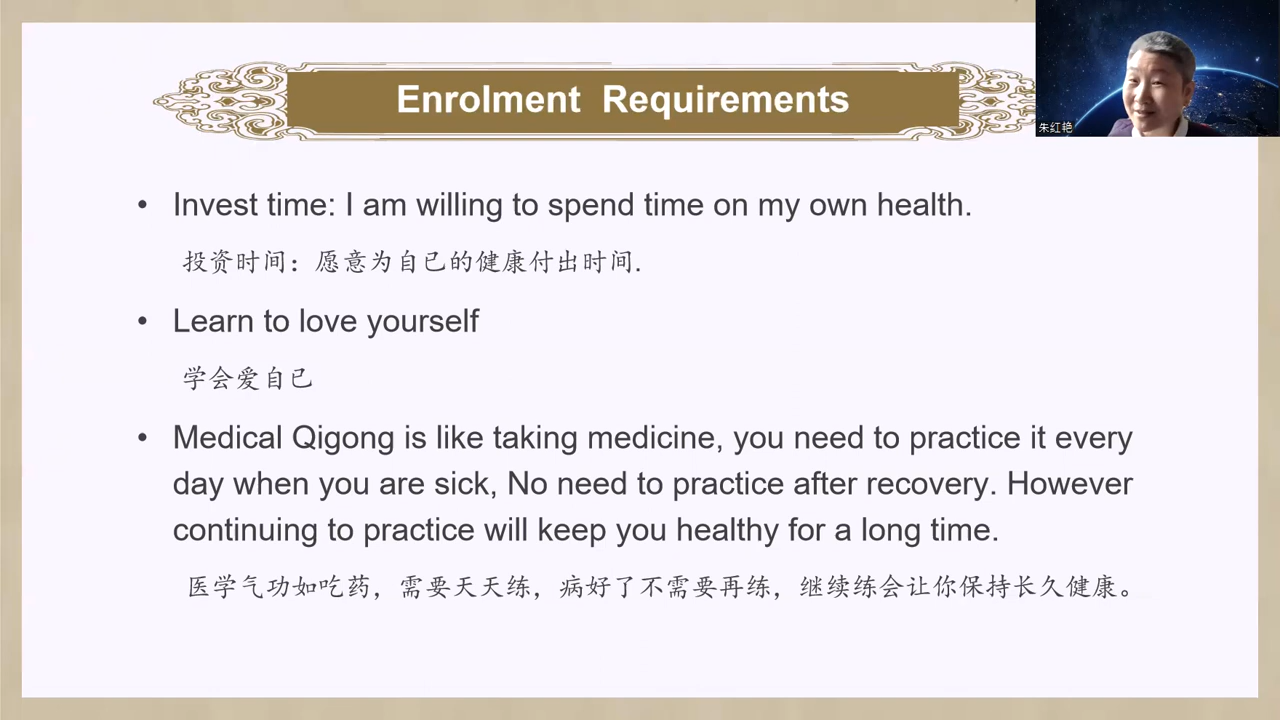 Enrolment Requirements
朱红艳
• Invest time: I am willing to spend time on my own health.
投资时间：愿意为自己的健康付出时间.
• Learn to love yourself
学会爱自己
• Medical Qigong is like taking medicine, you need to practice it every
day when you are sick, No need to practice after recovery. However
continuing to practice will keep you healthy for a long time.
医学气功如吃药，需要天天练，病好了不需要再练，继续练会让你保持长久健康。